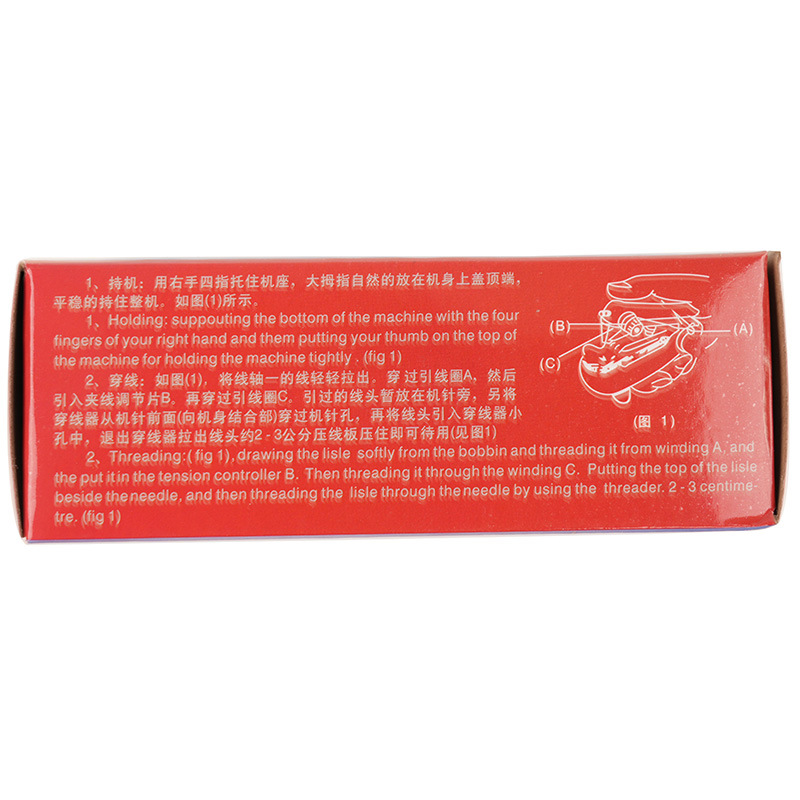 1、持机：用右手四指托住机座，大拇指自然的放在机身上盖顶端，
平稳的持住整机。如图(1)所示。
1、Holding: suppouting the bottom of the machine with the four
fingers of your right hand and them putting your thumb on the top of
the machine for holding the machine tightly . (fig 1)
2、穿线：如图(1)，将线轴一的线轻轻拉出。穿过引线圈A，然后
引入夹线调节片B。再穿过引线圈C。引过的线头暂放在机针旁，另将
穿线器从机针前面(向机身结合部)穿过机针孔，再将线头引入穿线器小
孔中，退出穿线器拉出线头约2-3公分压线板压住即可待用(见图1)
2、Threading: ( fig 1), drawing the lisle softly from the bobbin and threading it from winding A, and
the put it in the tension controller B. Then threading it through the winding C. Putting the top of the lisle
beside the needle, and then threading the lisle through the needle by using the threader. 2 - 3 centime-
tre. (fig 1)
(B)
(A)
(C)
(图 1)